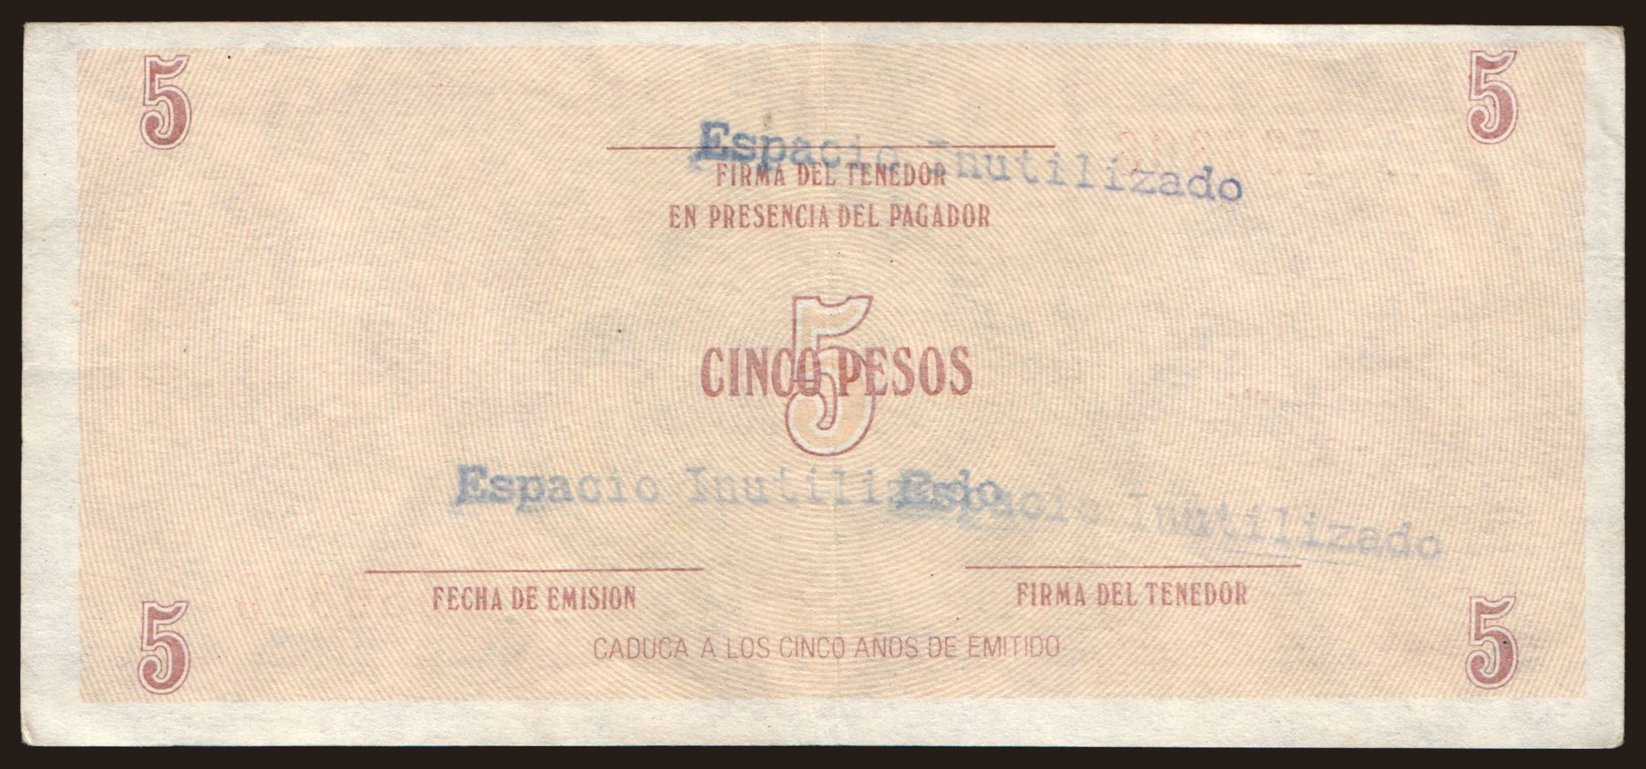 5 5
Espacio Inutilizado
FIRMA DEL TENEDOR
EN PRESENCIA DEL PAGADOR
5
CINCO PESOS
Espacio Inutilizado Espacio Inutilizado
FECHA DE EMISION FIRMA DEL TENEDOR
CADUCA A LOS CINCO ANOS DE EMITIDO
5 5